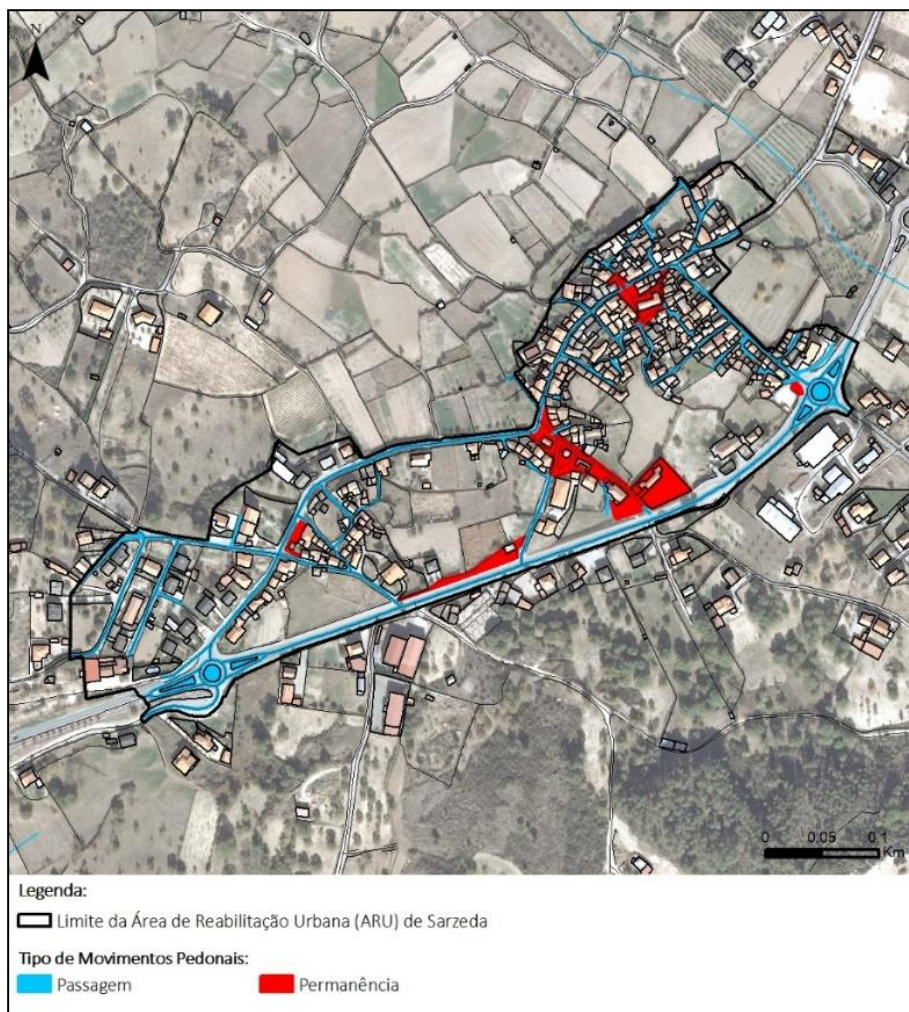 N
0 0,05 0,1
Km
Legenda:
Limite da Área de Reabilitação Urbana (ARU) de Sarzeda
Tipo de Movimentos Pedonais:
Passagem Permanência